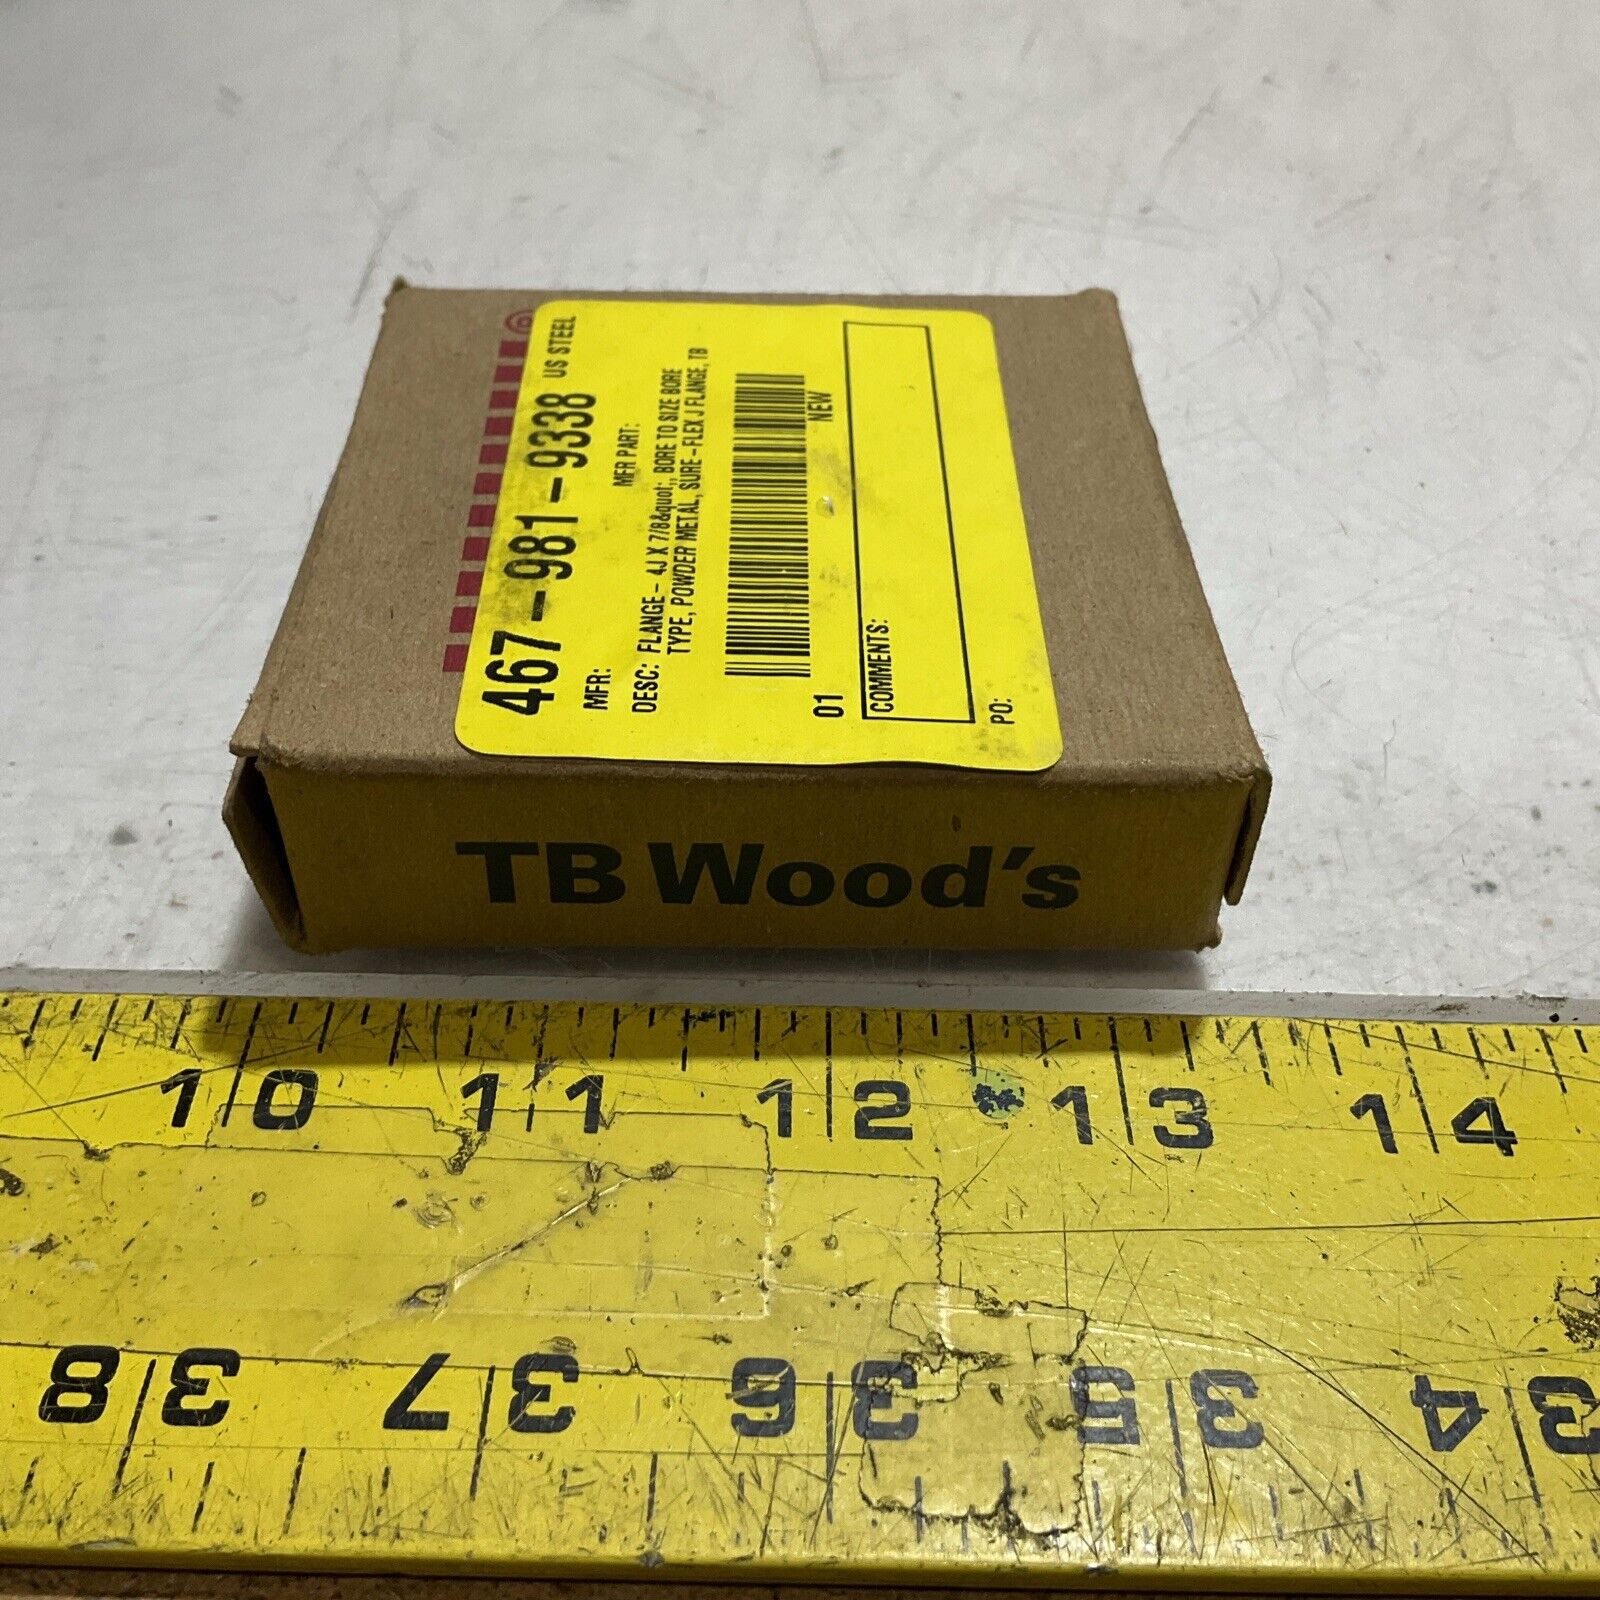 467-981-9338 US STEEL
MFR: MFR PART:
DESC: FLANGE- 4J X 7/8&quot;, BORE TO SIZE BORE
TYPE, POWDER METAL, SURE-FLEX J FLANGE, TB
NEW
01
COMMENTS:
PO:
®
TB Wood's
10 11 12 13 14
38 37 36 35 34